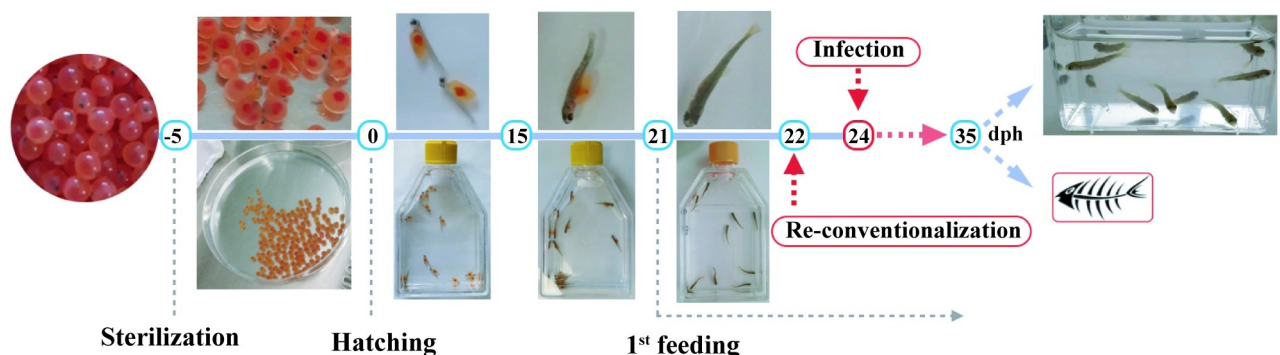 Infection
-5
0
15
21
22
24
35 dph
Re-conventionalization
Sterilization
Hatching
1st feeding